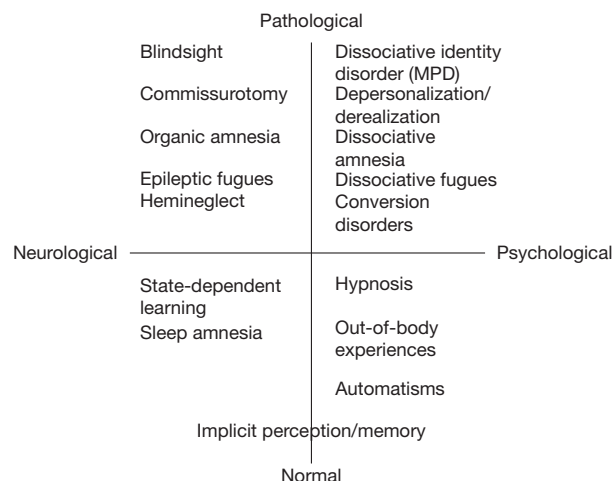 Pathological
Blindsight
Commissurotomy
Organic amnesia
Epileptic fugues
Hemineglect
Dissociative identity
disorder (MPD)
Depersonalization/
derealization
Dissociative
amnesia
Dissociative fugues
Conversion
disorders
Neurological
Psychological
State-dependent
learning
Sleep amnesia
Hypnosis
Out-of-body
experiences
Automatisms
Implicit perception/memory
Normal